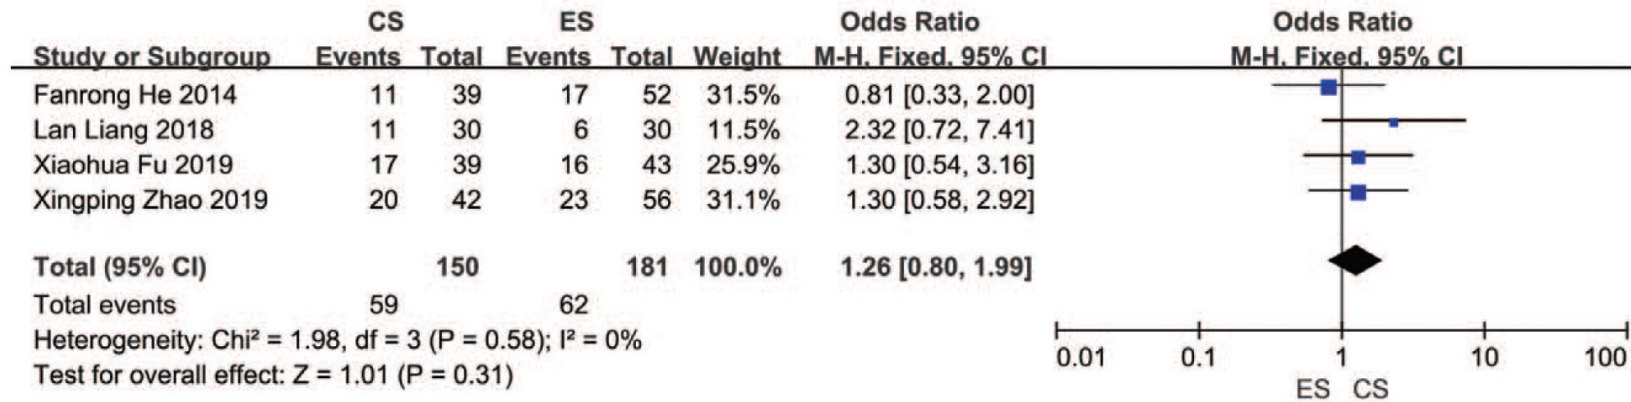 CS ES Odds Ratio Odds Ratio
Study or Subgroup Events Total Events Total Weight M-H, Fixed, 95% CI M-H, Fixed, 95% CI
Fanrong He 2014 11 39 17 52 31.5% 0.81 [0.33, 2.00]
Lan Liang 2018 11 30 6 30 11.5% 2.32 [0.72, 7.41]
Xiaohua Fu 2019 17 39 16 43 25.9% 1.30 [0.54, 3.16]
Xingping Zhao 2019 20 42 23 56 31.1% 1.30 [0.58, 2.92]
Total (95% CI) 150 181 100.0% 1.26 [0.80, 1.99]
Total events 59 62
Heterogeneity: Chi² = 1.98, df = 3 (P = 0.58); I² = 0%
Test for overall effect: Z = 1.01 (P = 0.31)
0.01 0.1 1 10 100
ES CS